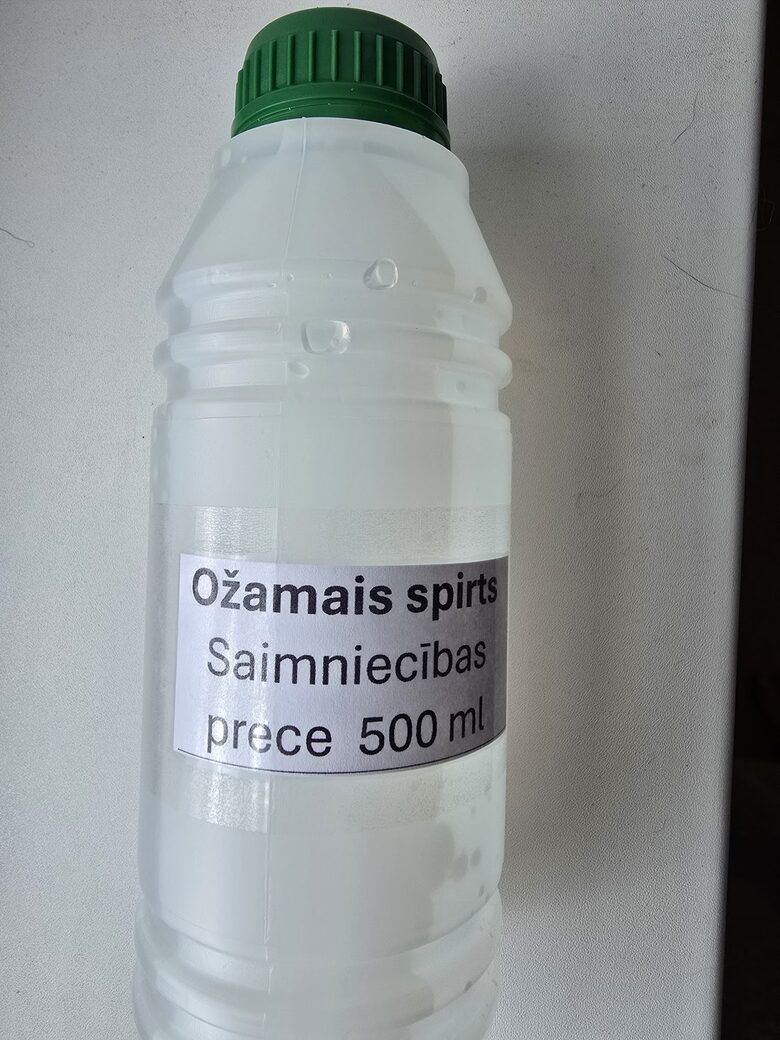 Ožamais spirts
Saimniecības
prece 500 ml